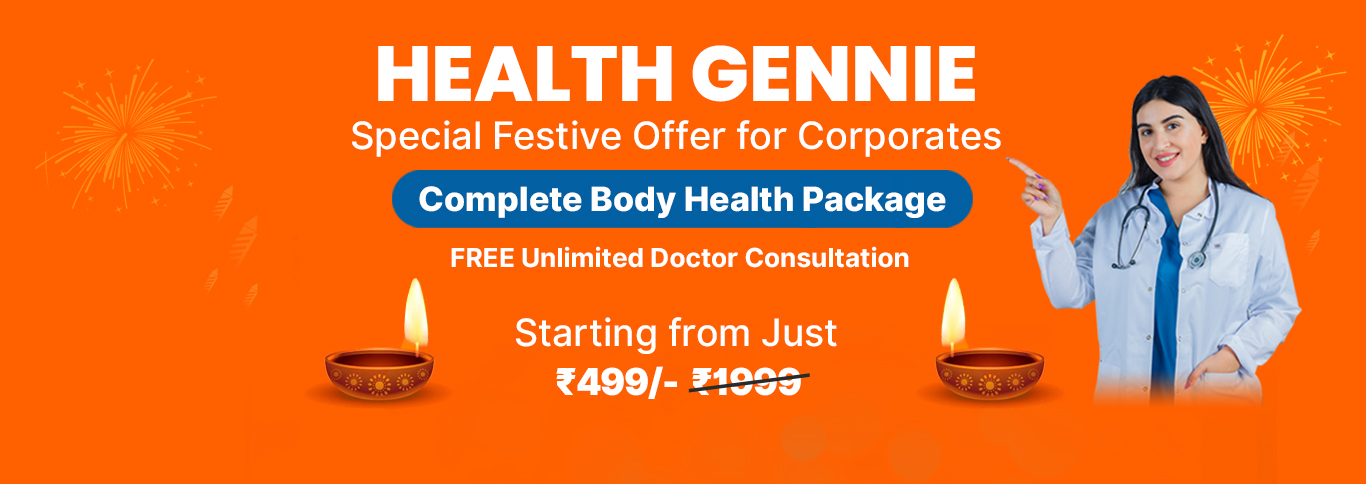 HEALTH GENNIE
Special Festive Offer for Corporates
Complete Body Health Package
FREE Unlimited Doctor Consultation
Starting from Just
₹499/- ₹1999